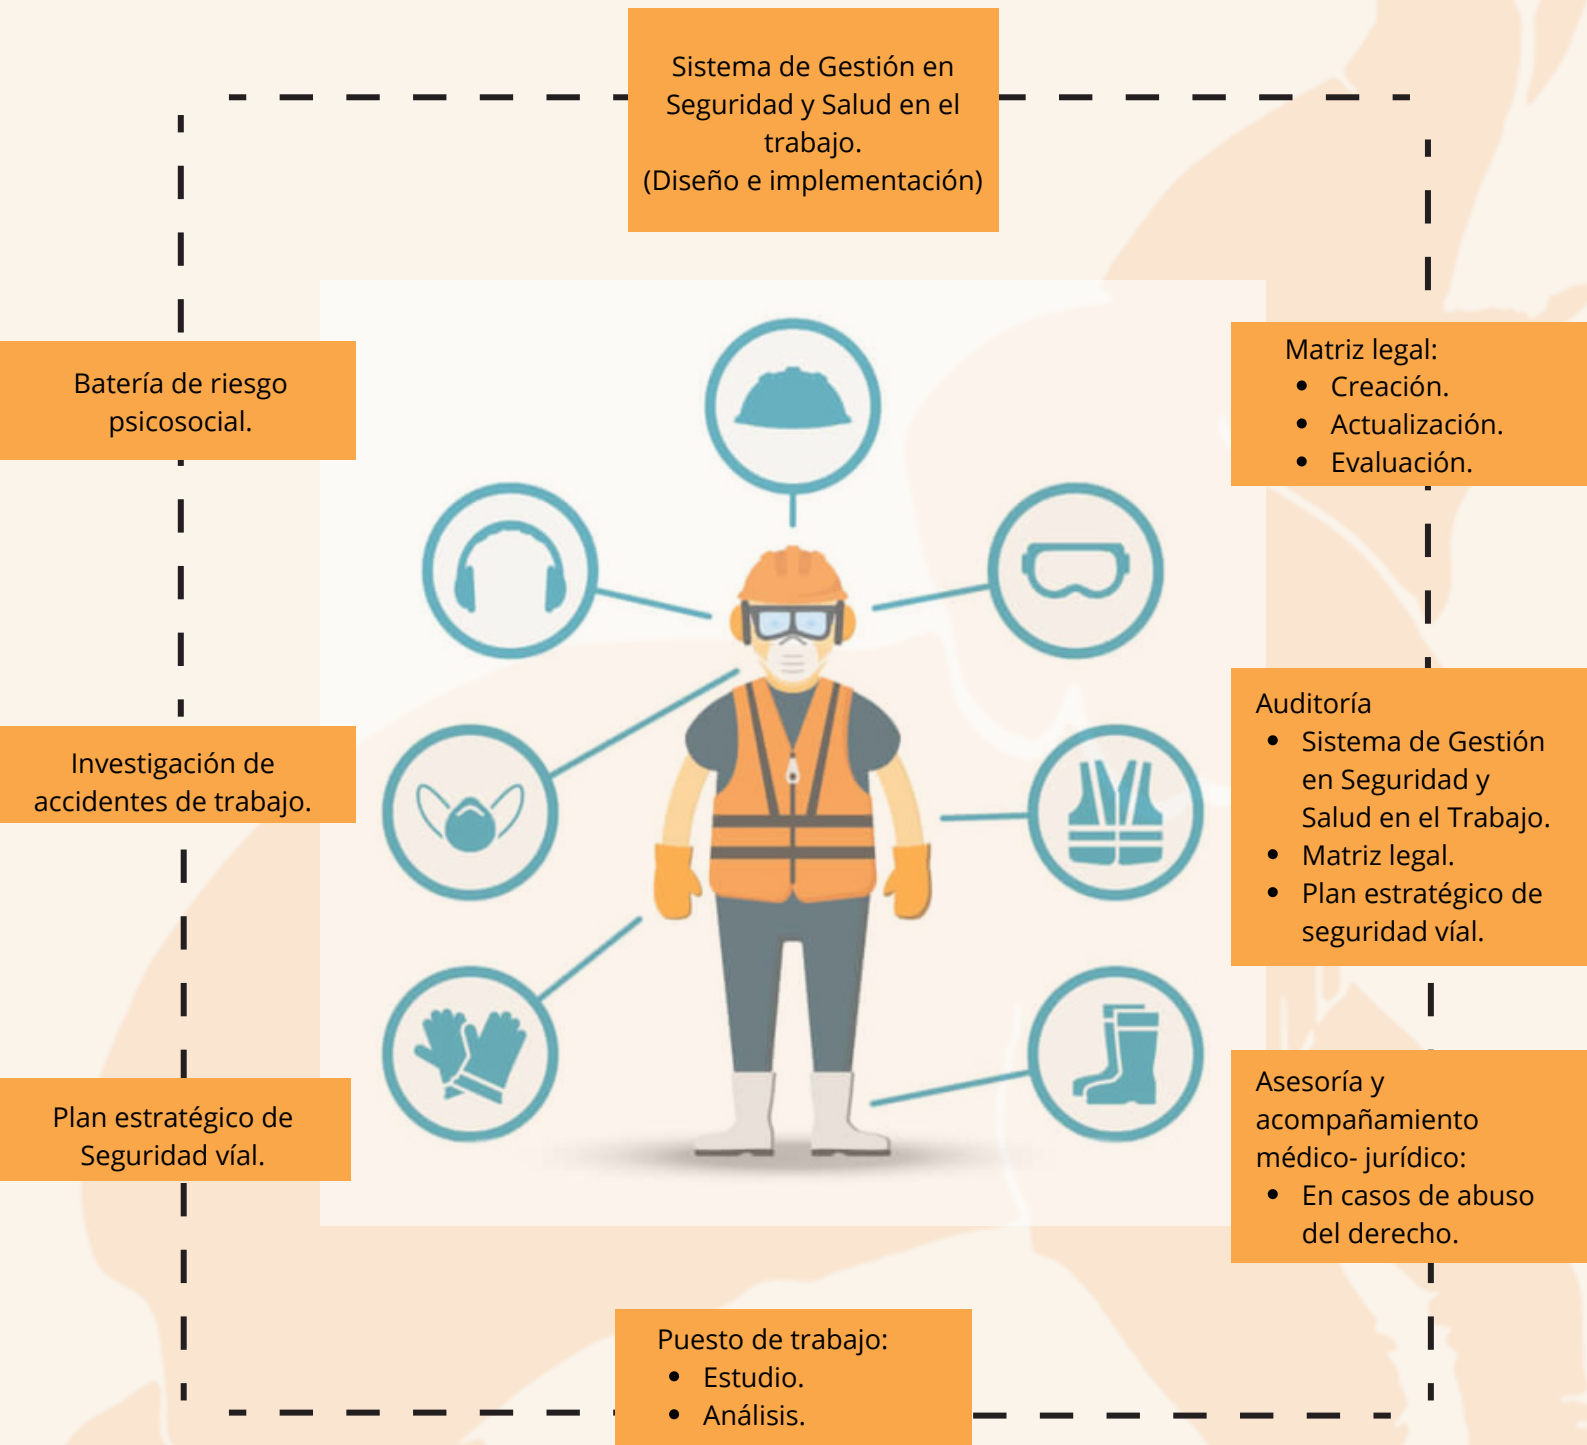 Sistema de Gestión en
Seguridad y Salud en el
trabajo.
(Diseño e implementación)
Batería de riesgo
psicosocial.
Matriz legal:
• Creación.
• Actualización.
• Evaluación.
Investigación de
accidentes de trabajo.
Auditoría
• Sistema de Gestión
en Seguridad y
Salud en el Trabajo.
• Matriz legal.
• Plan estratégico de
seguridad víal.
Plan estratégico de
Seguridad víal.
Asesoría y
acompañamiento
médico- jurídico:
• En casos de abuso
del derecho.
Puesto de trabajo:
• Estudio.
• Análisis.